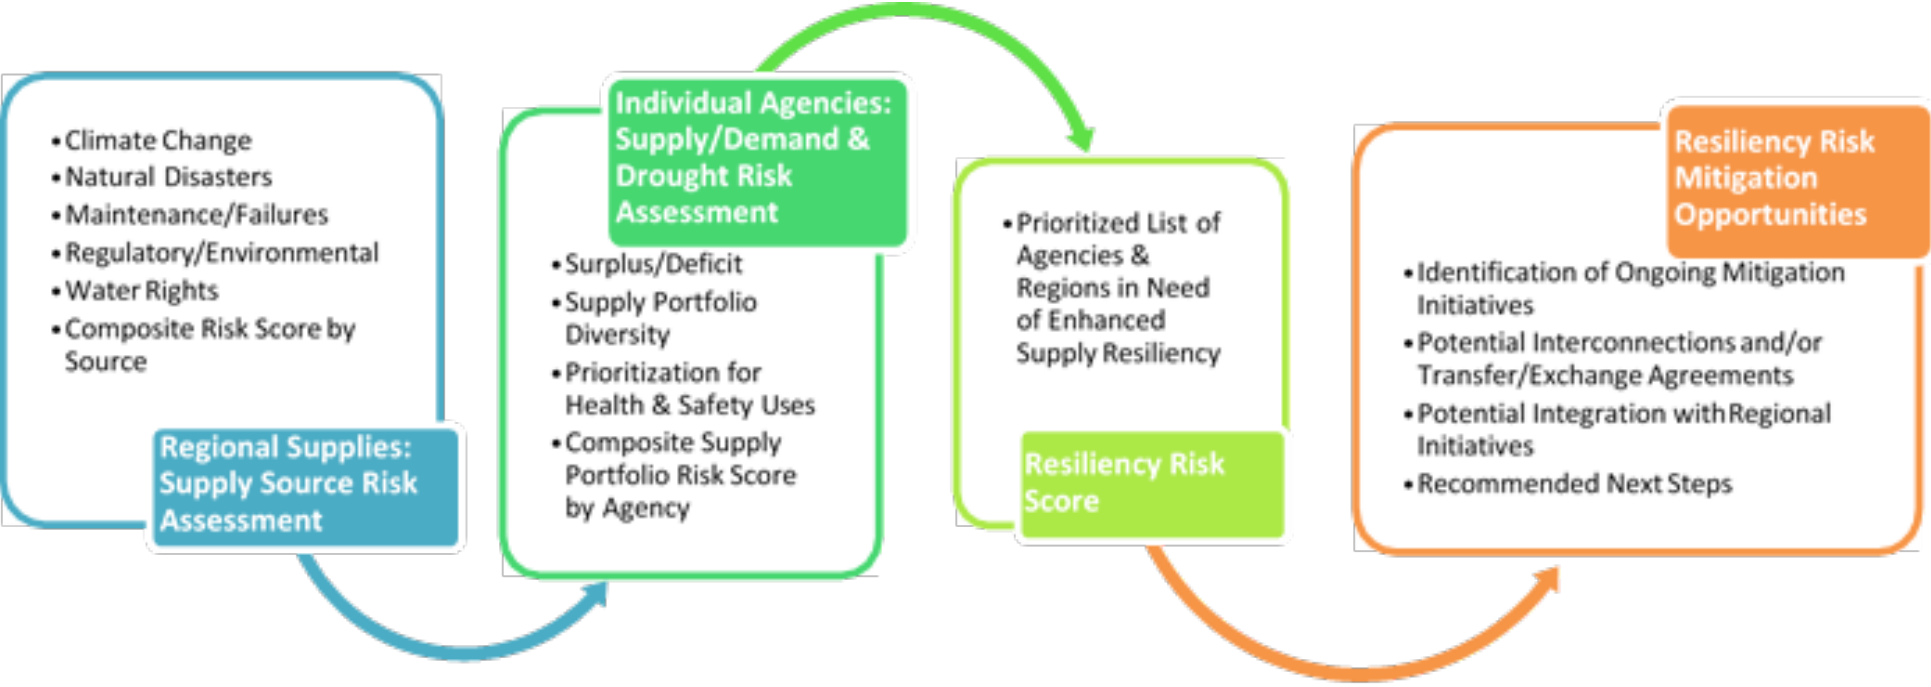 •Climate Change
•Natural Disasters
•Maintenance/Failures
•Regulatory/Environmental
•Water Rights
•Composite Risk Score by
Source
Regional Supplies:
Supply Source Risk
Assessment
Individual Agencies:
Supply/Demand &
Drought Risk
Assessment
•Surplus/Deficit
•Supply Portfolio
Diversity
•Prioritization for
Health & Safety Uses
•Composite Supply
Portfolio Risk Score
by Agency
•Prioritized List of
Agencies &
Regions in Need
of Enhanced
Supply Resiliency
Resiliency Risk
Score
Resiliency Risk
Mitigation
Opportunities
•Identification of Ongoing Mitigation
Initiatives
•Potential Interconnections and/or
Transfer/Exchange Agreements
•Potential Integration with Regional
Initiatives
•Recommended Next Steps